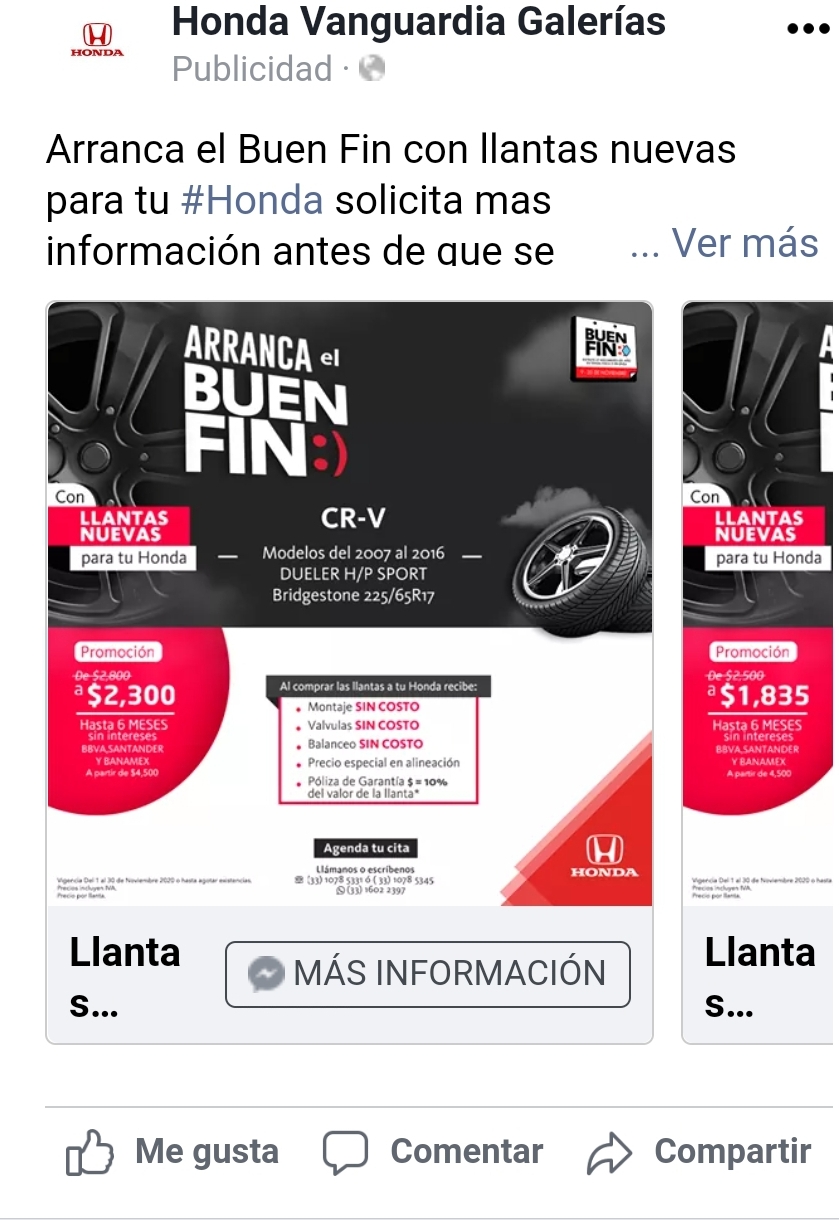 HONDA
Honda Vanguardia Galerías
Publicidad ·
Arranca el Buen Fin con llantas nuevas
para tu #Honda solicita mas
información antes de que se
... Ver más
ARRANCA el
BUEN
FIN:)
BUEN
FIN:
Con
LLANTAS
NUEVAS
para tu Honda
CR-V
Modelos del 2007 al 2016
DUELER H/P SPORT
Bridgestone 225/65R17
Promoción
De $2,800
a $2,300
Hasta 6 MESES
sin intereses
BBVA,SANTANDER
Y BANAMEX
A partir de $4,500
Al comprar las llantas a tu Honda recibe:
• Montaje SIN COSTO
• Valvulas SIN COSTO
• Balanceo SIN COSTO
• Precio especial en alineación
• Póliza de Garantía $ = 10%
del valor de la llanta*
Agenda tu cita
Llámanos o escríbenos
(33) 1078 5331 ó (33) 1078 5345
(33) 1602 2397
HONDA
Vigencia Del 1 al 30 de Noviembre 2020 o hasta agotar existencias.
Precios incluyen IVA.
Precio por llanta.
Llanta
s...
MÁS INFORMACIÓN
Con
LLANTAS
NUEVAS
para tu Honda
Promoción
De $2,500
a $1,835
Hasta 6 MESES
sin intereses
BBVA,SANTANDER
Y BANAMEX
A partir de 4,500
Vigencia Del 1 al 30 de Noviembre 2020 o hasta
Precios incluyen IVA.
Precio por llanta.
Llanta
s...
Me gusta
Comentar
Compartir